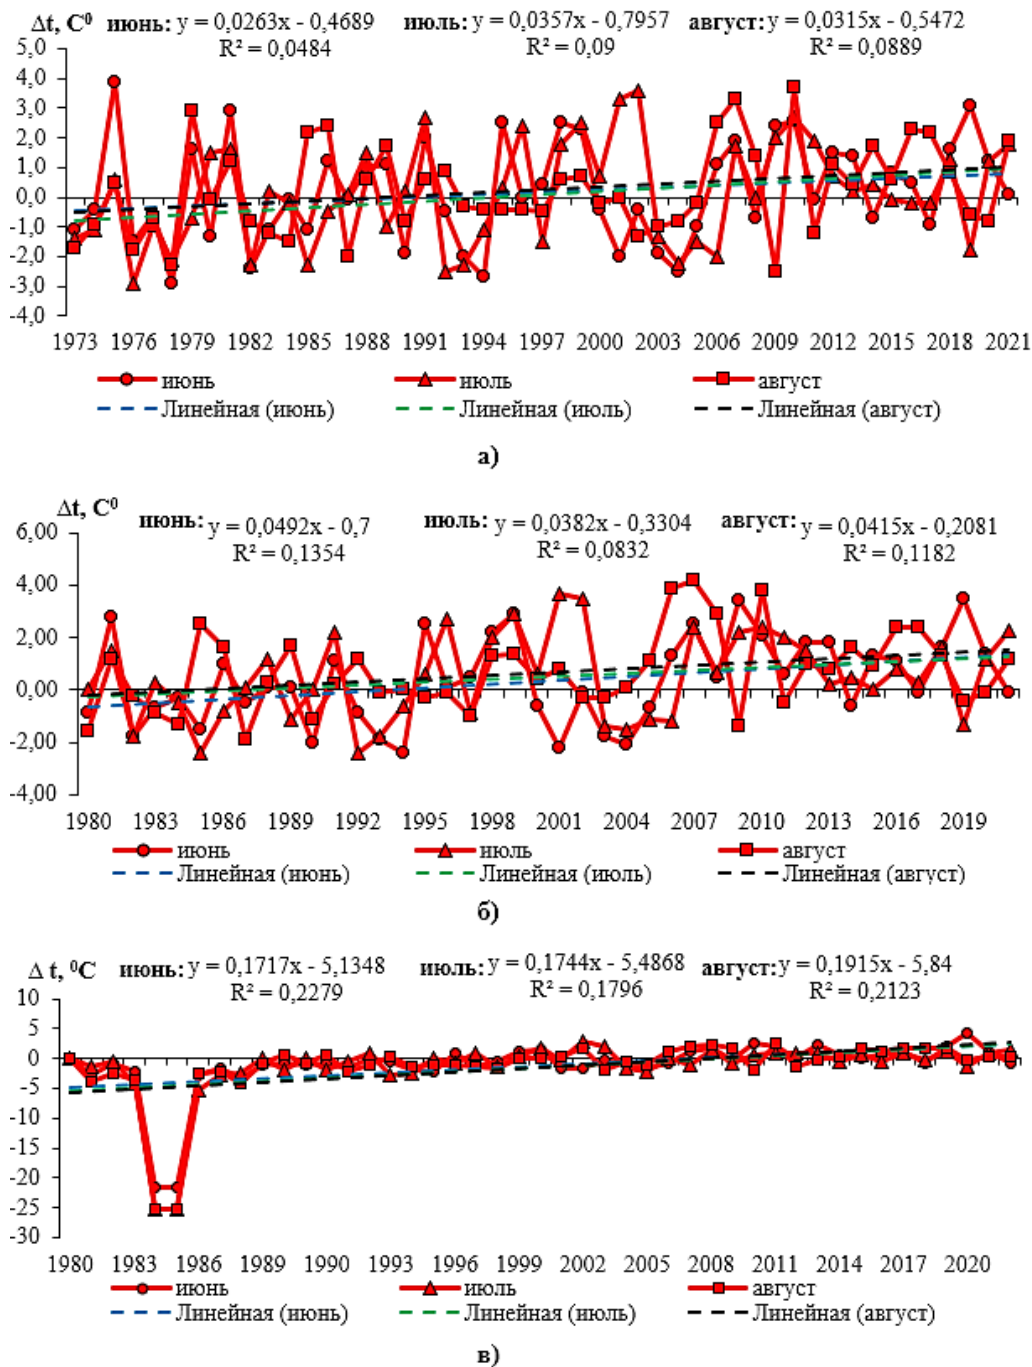 Δt, C⁰ июнь: y = 0,0263x - 0,4689 июль: y = 0,0357x - 0,7957 август: y = 0,0315x - 0,5472
R² = 0,0484 R² = 0,09 R² = 0,0889
5,0
4,0
3,0
2,0
1,0
0,0
-1,0
-2,0
-3,0
-4,0
1973 1976 1979 1982 1985 1988 1991 1994 1997 2000 2003 2006 2009 2012 2015 2018 2021
июнь июль август
Линейная (июнь) Линейная (июль) Линейная (август)
а)
Δt, C⁰
июнь: y = 0,0492x - 0,7 июль: y = 0,0382x - 0,3304 август: y = 0,0415x - 0,2081
R² = 0,1354 R² = 0,0832 R² = 0,1182
6,00
4,00
2,00
0,00
-2,00
-4,00
1980 1983 1986 1989 1992 1995 1998 2001 2004 2007 2010 2013 2016 2019
июнь июль август
Линейная (июнь) Линейная (июль) Линейная (август)
б)
Δ t, ⁰C июнь: y = 0,1717x - 5,1348 июль: y = 0,1744x - 5,4868 август: y = 0,1915x - 5,84
R² = 0,2279 R² = 0,1796 R² = 0,2123
10
5
0
-5
-10
-15
-20
-25
-30
1980 1983 1986 1989 1990 1992 1993 1996 1999 2002 2005 2008 2011 2014 2017 2020
июнь июль август
Линейная (июнь) Линейная (июль) Линейная (август)
в)